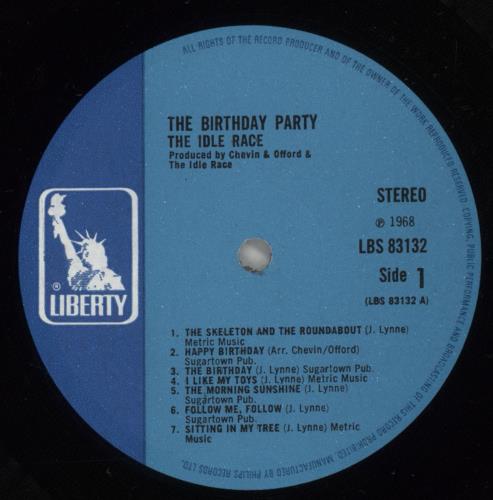 ALL RIGHTS OF THE RECORD PRODUCER AND OF THE OWNER OF THE WORK REPRODUCED RESERVED. COPYING, PUBLIC PERFORMANCE AND BROADCASTING OF THIS RECORD PROHIBITED. MANUFACTURED BY PHILIPS RECORDS LTD.
THE BIRTHDAY PARTY
THE IDLE RACE
Produced by Chevin & Offord &
The Idle Race
STEREO
℗ 1968
LBS 83132
Side 1
(LBS 83132 A)
®
LIBERTY
1. THE SKELETON AND THE ROUNDABOUT (J. Lynne)
Metric Music
2. HAPPY BIRTHDAY (Arr. Chevin/Offord)
Sugartown Pub.
3. THE BIRTHDAY (J. Lynne) Sugartown Pub.
4. I LIKE MY TOYS (J. Lynne) Metric Music
5. THE MORNING SUNSHINE (J. Lynne)
Sugartown Pub.
6. FOLLOW ME, FOLLOW (J. Lynne)
Sugartown Pub.
7. SITTING IN MY TREE (J. Lynne) Metric
Music